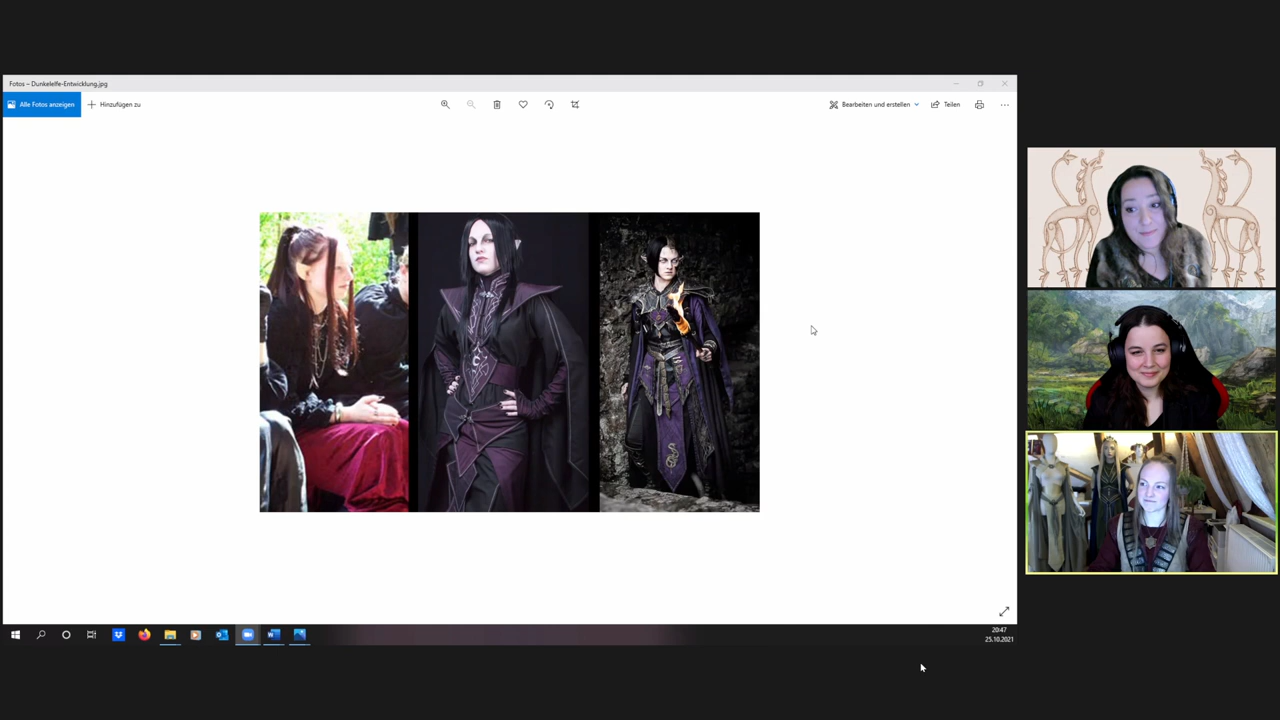 Fotos – Dunkelelfe-Entwicklung.jpg
Alle Fotos anzeigen
Hinzufügen zu
Bearbeiten und erstellen
Teilen
20:47
25.10.2021